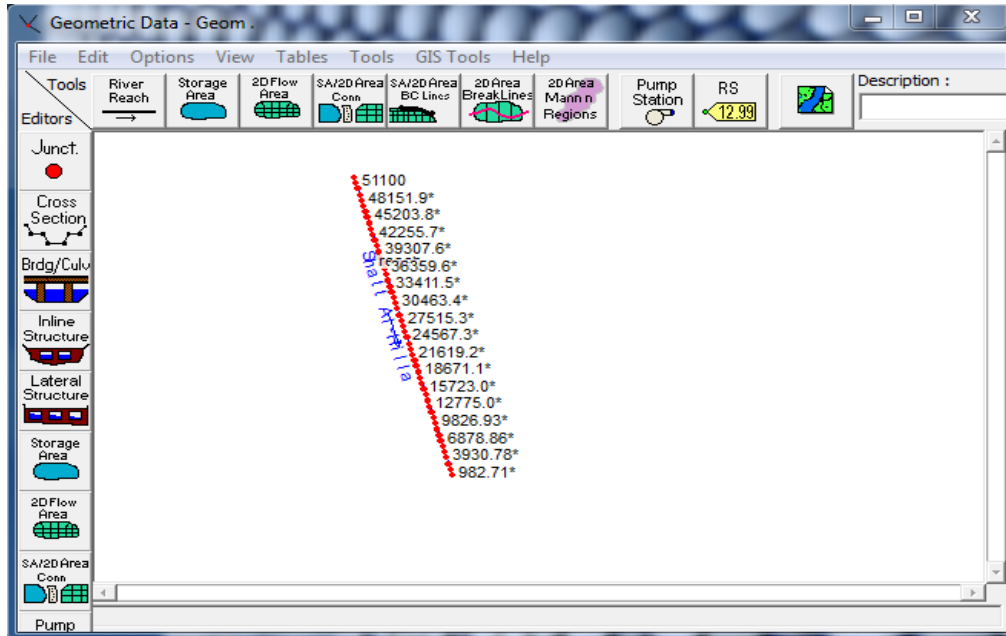 Geometric Data - Geom .
File Edit Options View Tables Tools GIS Tools Help
Tools
Editors
River
Reach
Storage
Area
2D Flow
Area
SA/2D Area
Conn
SA/2D Area
BC Lines
2D Area
BreakLines
2D Area
Mann n
Regions
Pump
Station
RS
12.99
Description :
Junct.
Cross
Section
Brdg/Culv
Inline
Structure
Lateral
Structure
Storage
Area
2D Flow
Area
SA/2D Area
Conn
Pump
51100
48151.9*
45203.8*
42255.7*
39307.6*
36359.6*
33411.5*
30463.4*
27515.3*
24567.3*
21619.2*
18671.1*
15723.0*
12775.0*
9826.93*
6878.86*
3930.78*
982.71*
Shatt Al-Hilla